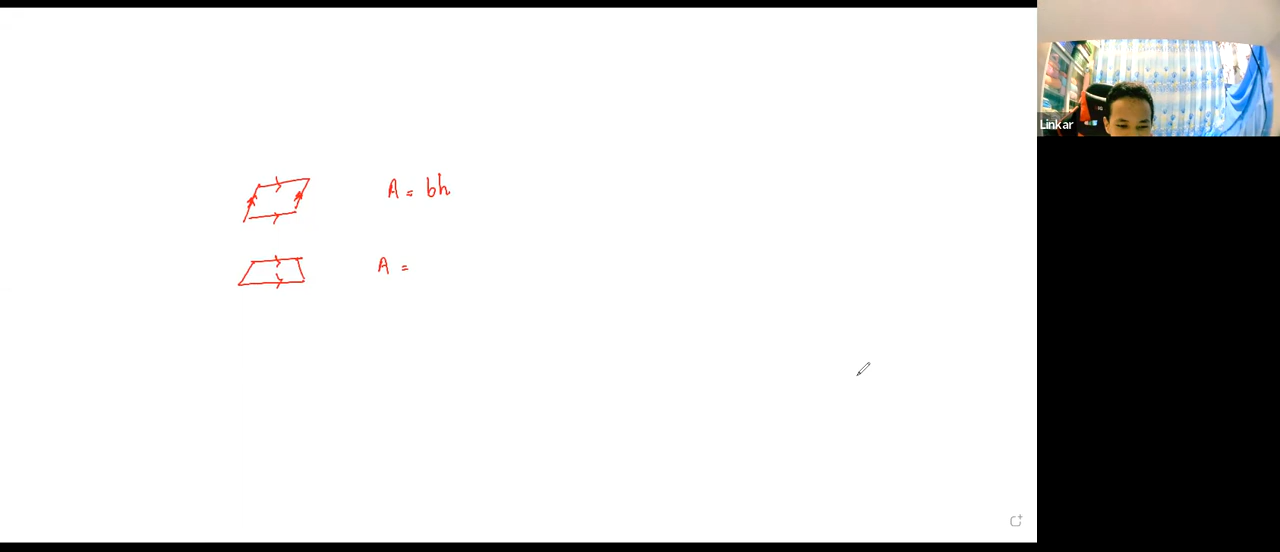 A = bh
A =
Linkar